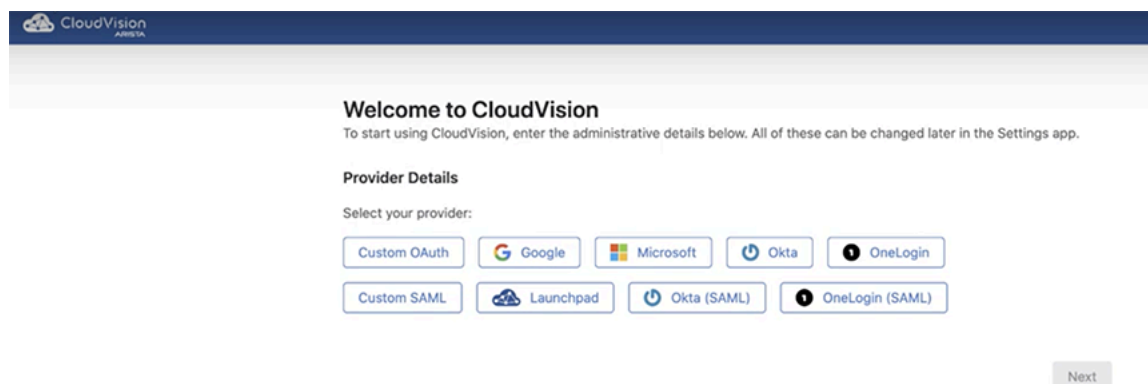 CloudVision
ARISTA
Welcome to CloudVision
To start using CloudVision, enter the administrative details below. All of these can be changed later in the Settings app.
Provider Details
Select your provider:
Custom OAuth Google Microsoft Okta 1 OneLogin
Custom SAML Launchpad Okta (SAML) 1 OneLogin (SAML)
Next